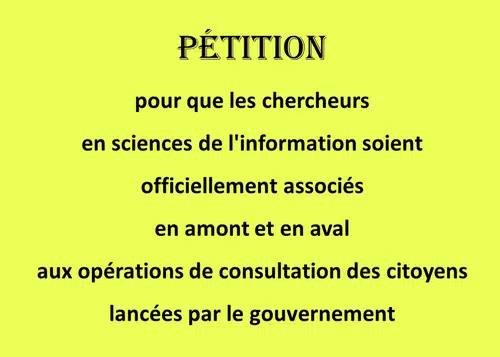 PÉTITION
pour que les chercheurs
en sciences de l'information soient
officiellement associés
en amont et en aval
aux opérations de consultation des citoyens
lancées par le gouvernement